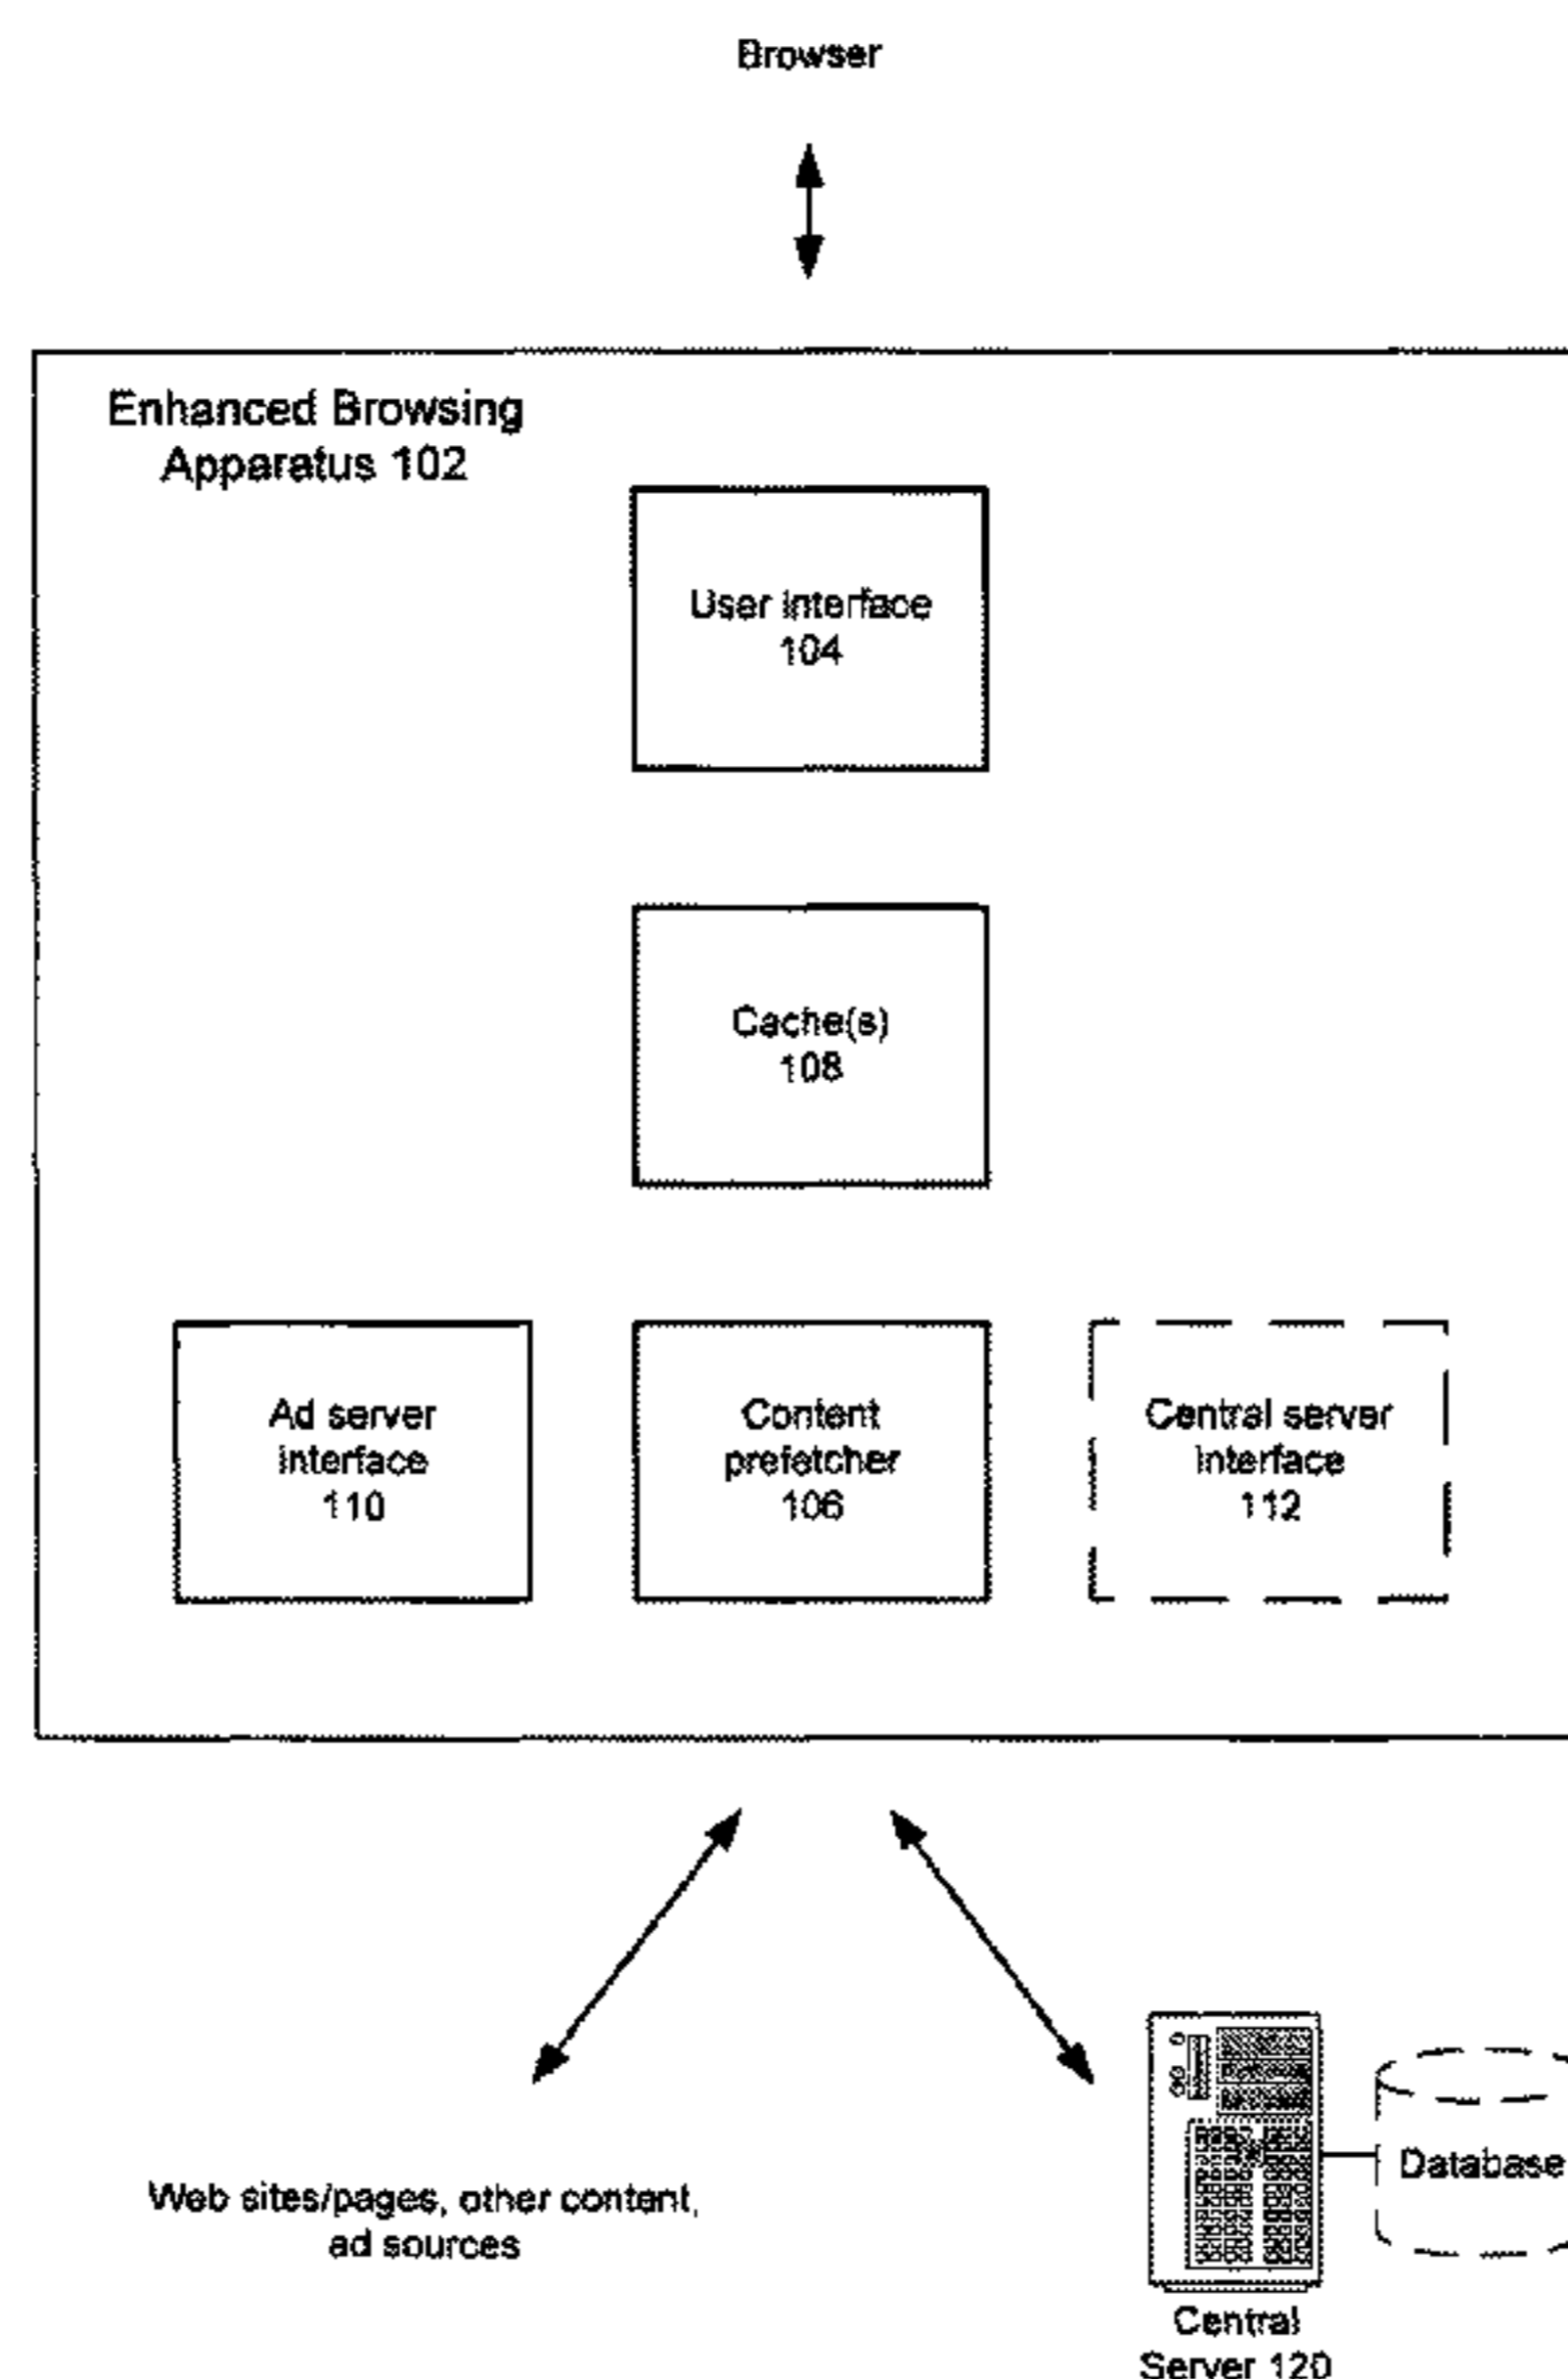 Browser
Enhanced Browsing
Apparatus 102
User Interface
104
Cache(s)
108
Ad server
interface
110
Content
prefetcher
106
Central server
interface
112
Web sites/pages, other content,
ad sources
Database
Central
Server 120